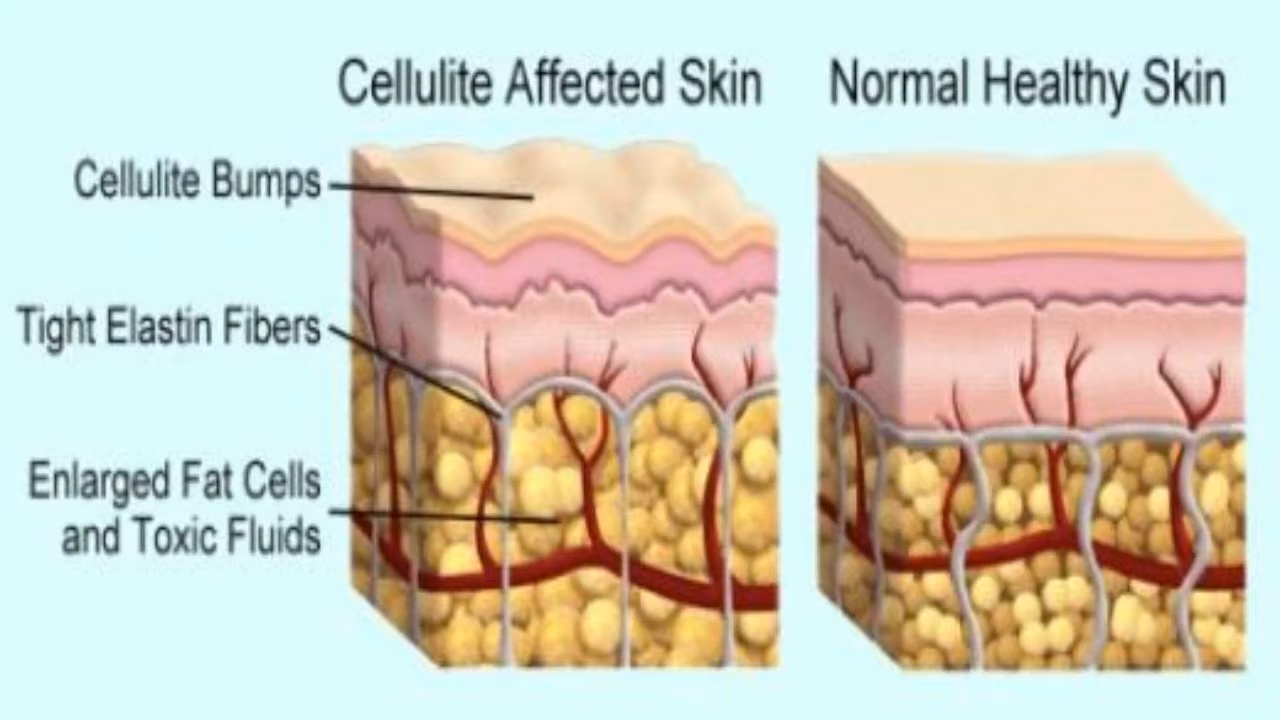 Cellulite Affected Skin
Normal Healthy Skin
Cellulite Bumps
Tight Elastin Fibers
Enlarged Fat Cells
and Toxic Fluids